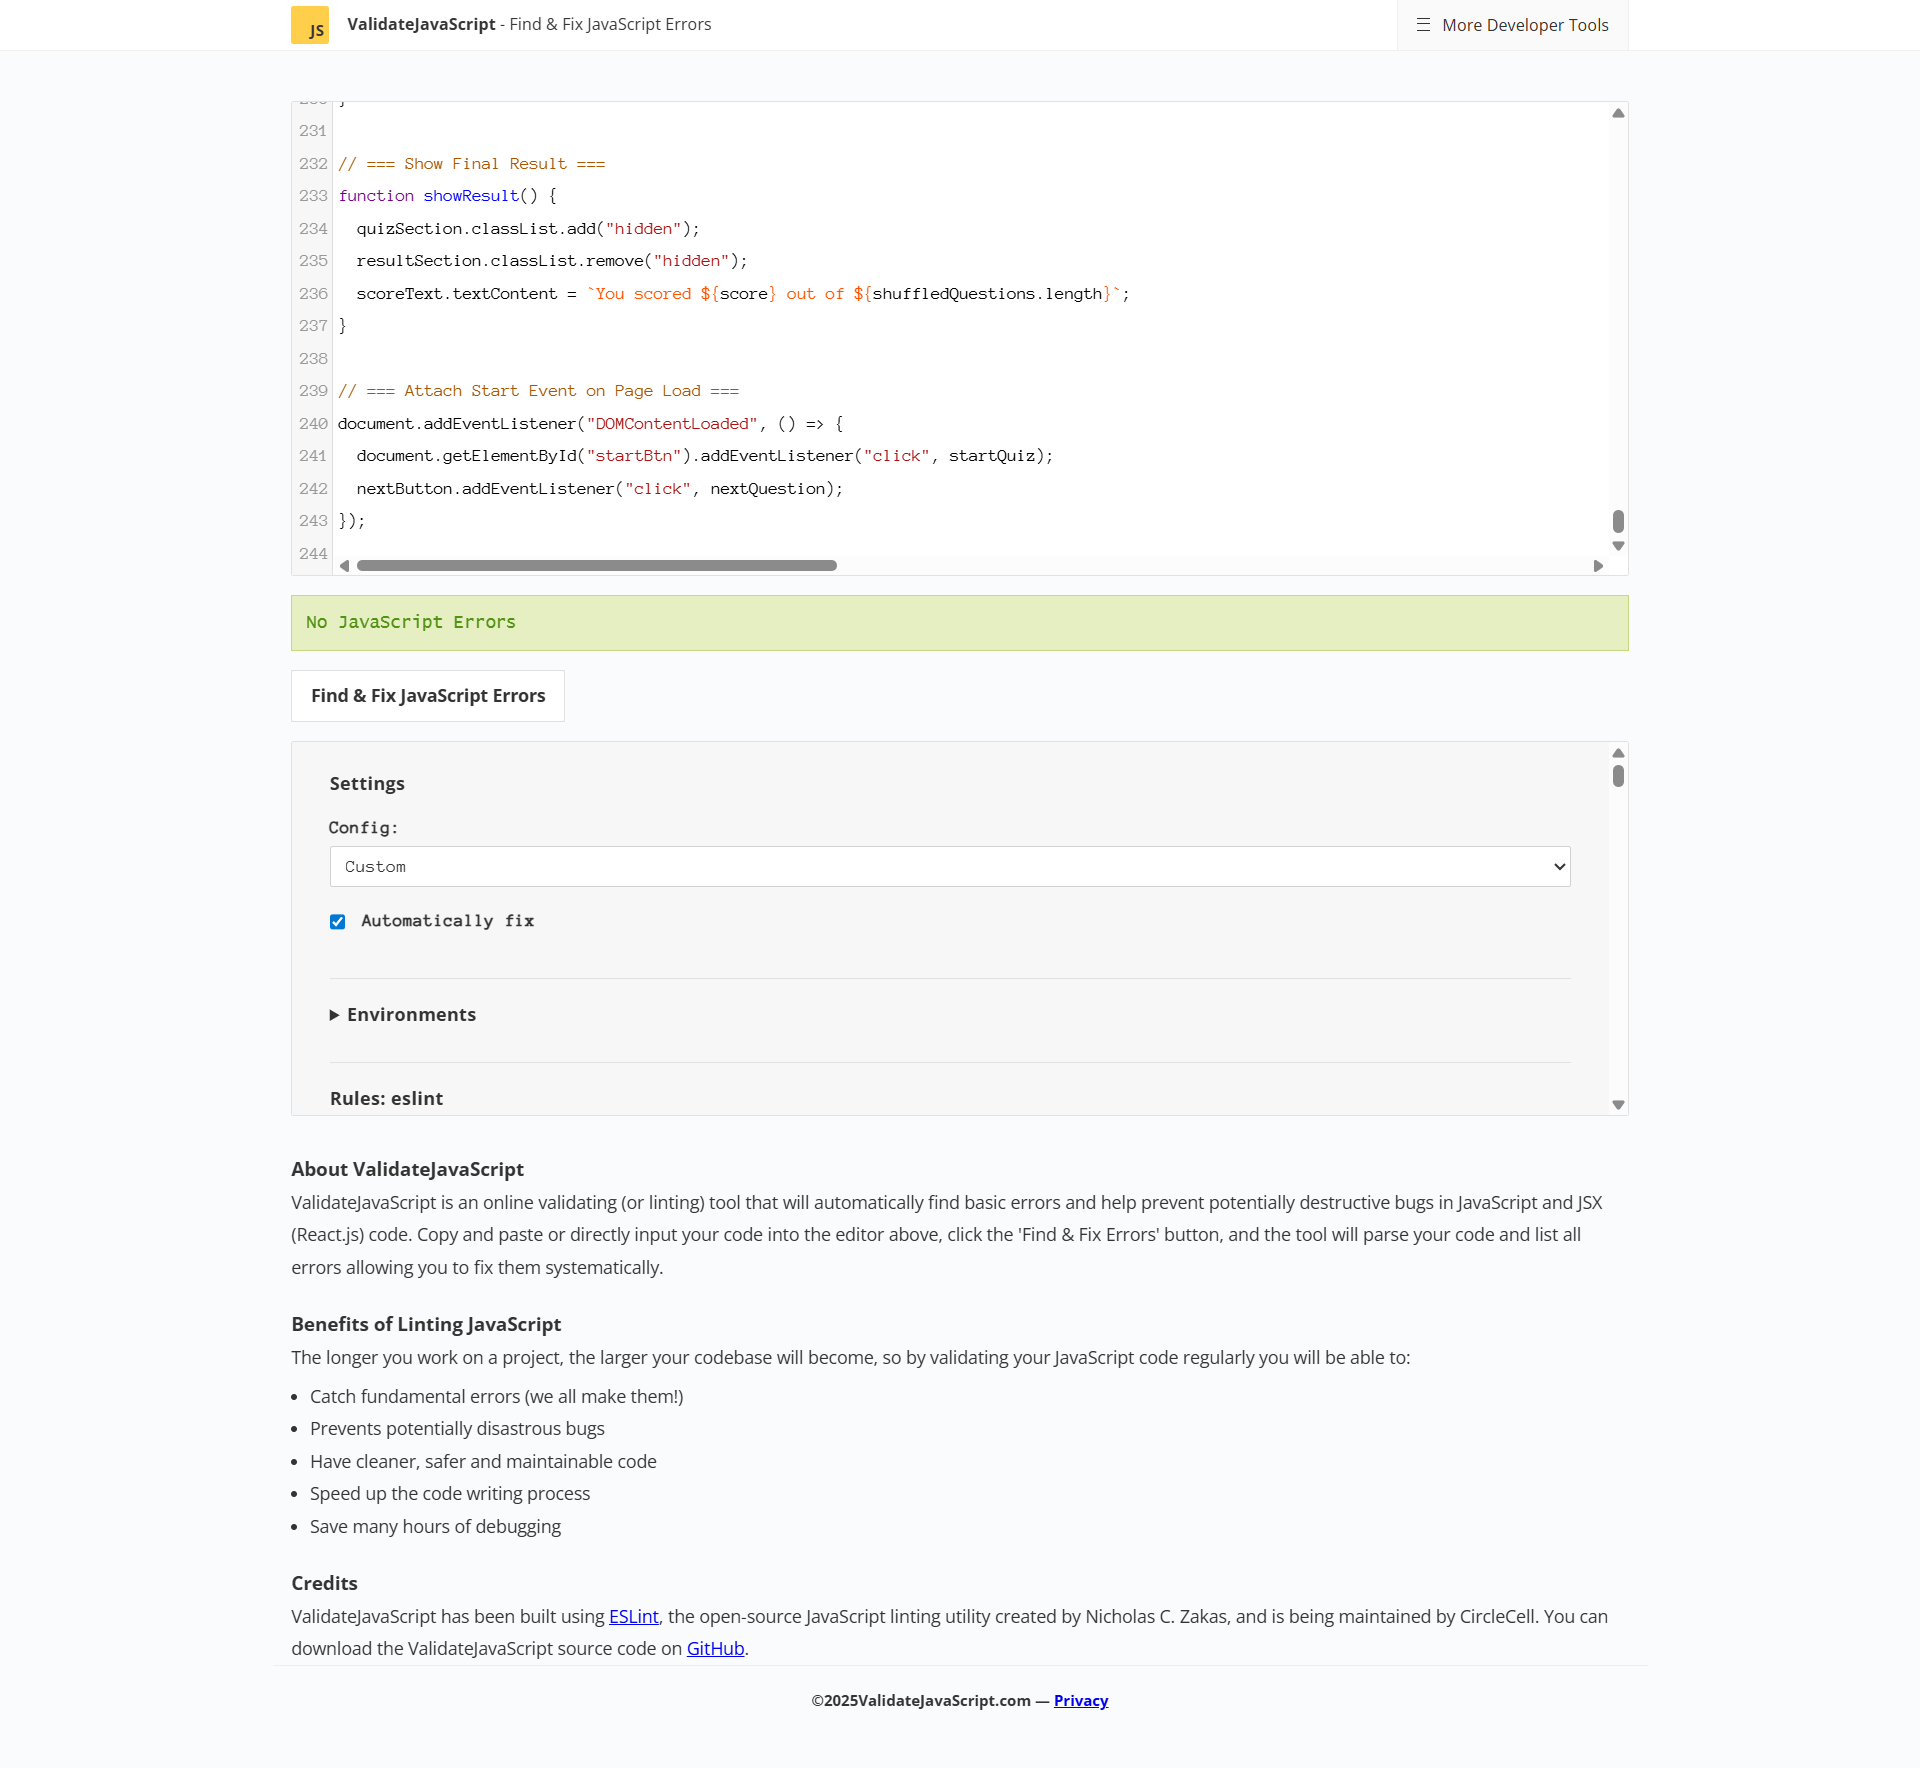 JS ValidateJavaScript - Find & Fix JavaScript Errors
☰ More Developer Tools
231
232 // === Show Final Result ===
233 function showResult() {
234   quizSection.classList.add("hidden");
235   resultSection.classList.remove("hidden");
236   scoreText.textContent = `You scored ${score} out of ${shuffledQuestions.length}`;
237 }
238
239 // === Attach Start Event on Page Load ===
240 document.addEventListener("DOMContentLoaded", () => {
241   document.getElementById("startBtn").addEventListener("click", startQuiz);
242   nextButton.addEventListener("click", nextQuestion);
243 });
244
No JavaScript Errors
Find & Fix JavaScript Errors
Settings
Config:
Custom
Automatically fix
Environments
Rules: eslint
About ValidateJavaScript
ValidateJavaScript is an online validating (or linting) tool that will automatically find basic errors and help prevent potentially destructive bugs in JavaScript and JSX
(React.js) code. Copy and paste or directly input your code into the editor above, click the 'Find & Fix Errors' button, and the tool will parse your code and list all
errors allowing you to fix them systematically.
Benefits of Linting JavaScript
The longer you work on a project, the larger your codebase will become, so by validating your JavaScript code regularly you will be able to:
• Catch fundamental errors (we all make them!)
• Prevents potentially disastrous bugs
• Have cleaner, safer and maintainable code
• Speed up the code writing process
• Save many hours of debugging
Credits
ValidateJavaScript has been built using ESLint, the open-source JavaScript linting utility created by Nicholas C. Zakas, and is being maintained by CircleCell. You can
download the ValidateJavaScript source code on GitHub.
©2025ValidateJavaScript.com — Privacy